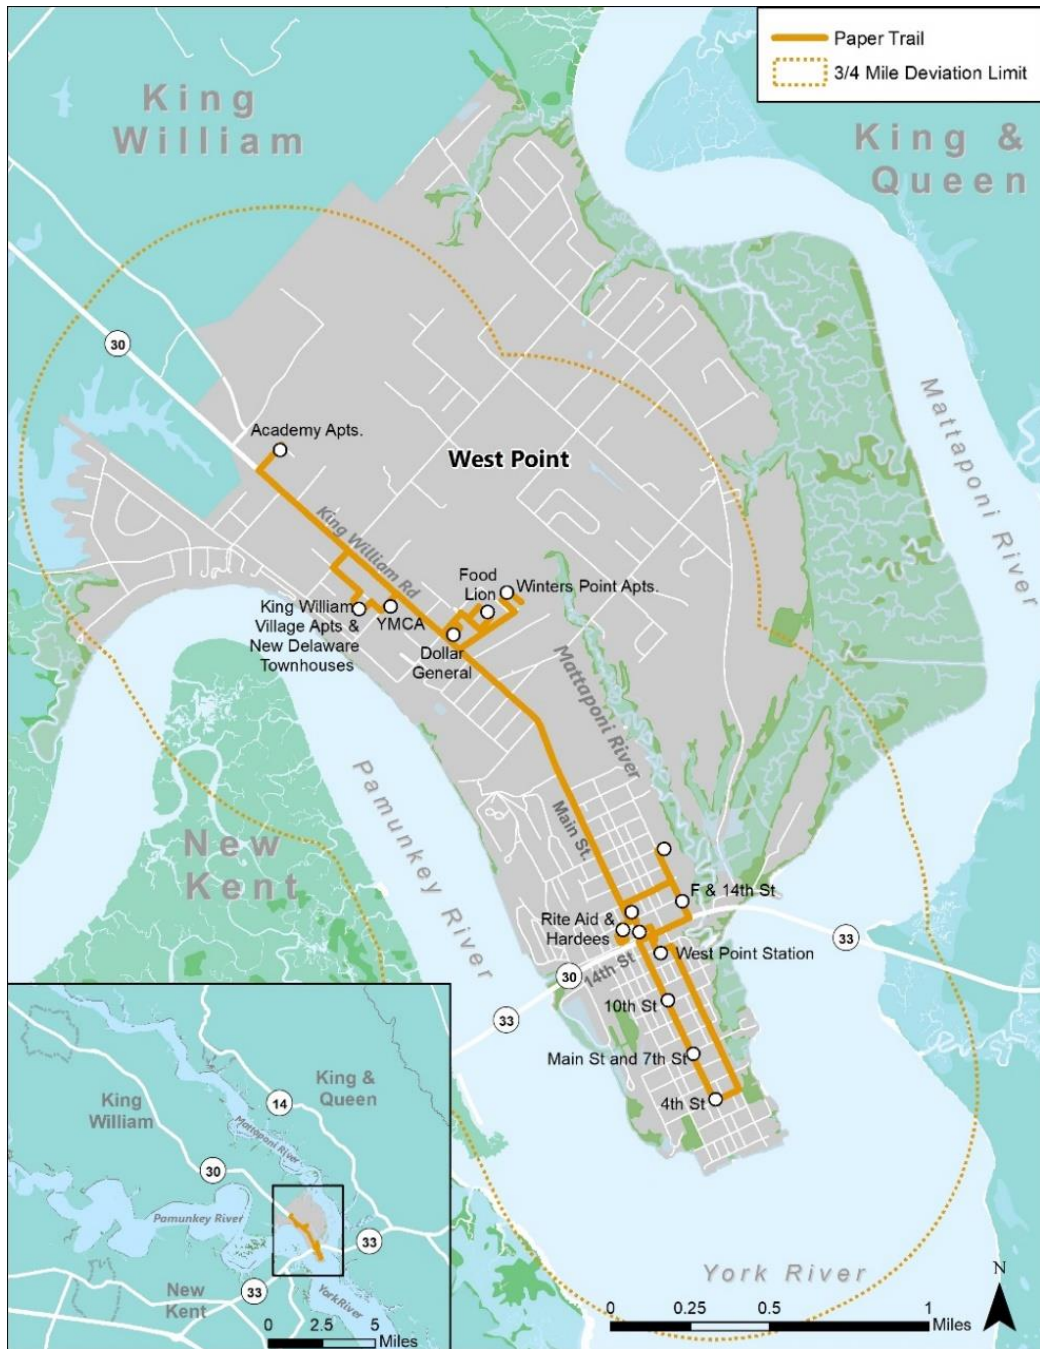 Paper Trail
3/4 Mile Deviation Limit
King
William
King &
Queen
30
Mattaponi River
Academy Apts.
West Point
King William Rd
Food
Lion
Winters Point Apts.
King William
Village Apts &
New Delaware
Townhouses
YMCA
Dollar
General
Mattaponi River
Pamunkey River
New
Kent
Main St.
F & 14th St
Rite Aid &
Hardees
33
West Point Station
14th St
30
33
10th St
Main St and 7th St
4th St
King
William
King &
Queen
14
Mattaponi River
30
Pamunkey River
33
New
Kent
33
York River
0 2.5 5
Miles
York River
N
0 0.25 0.5 1
Miles